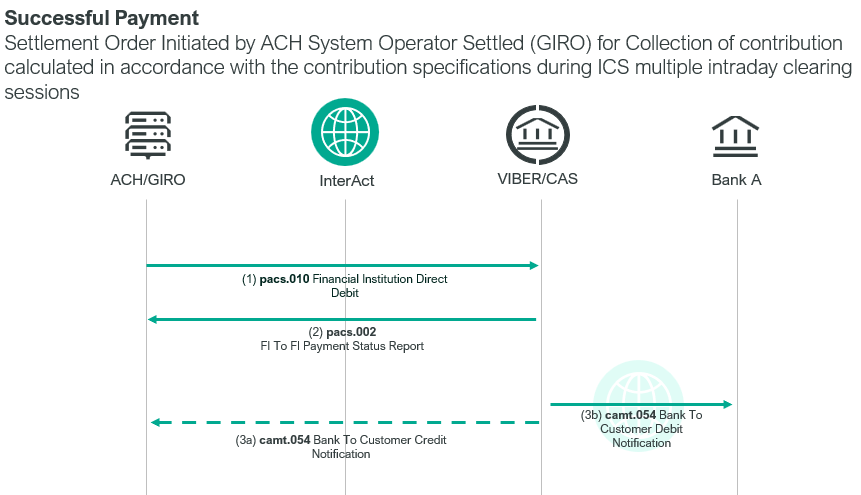 Successful Payment
Settlement Order Initiated by ACH System Operator Settled (GIRO) for Collection of contribution
calculated in accordance with the contribution specifications during ICS multiple intraday clearing
sessions
ACH/GIRO
InterAct
VIBER/CAS
Bank A
(1) pacs.010 Financial Institution Direct
Debit
(2) pacs.002
FI To FI Payment Status Report
(3b) camt.054 Bank To
Customer Debit
Notification
(3a) camt.054 Bank To Customer Credit
Notification